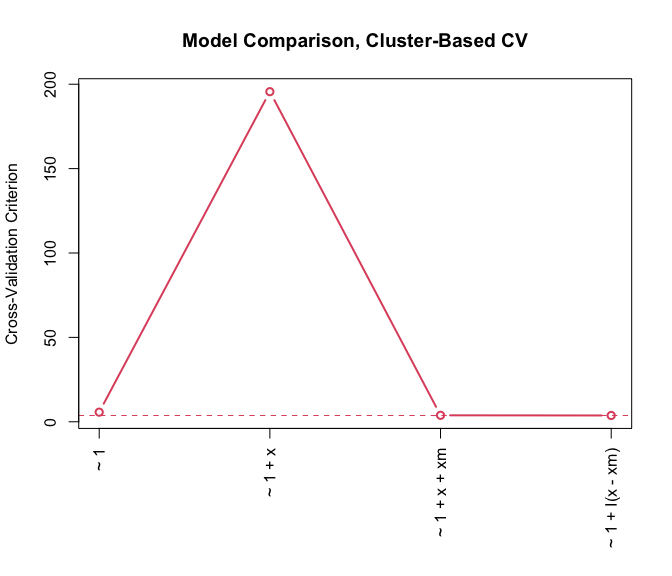 Model Comparison, Cluster-Based CV
Cross-Validation Criterion
200
150
100
50
0
~ 1
~ 1 + x
~ 1 + x + xm
~ 1 + I(x - xm)